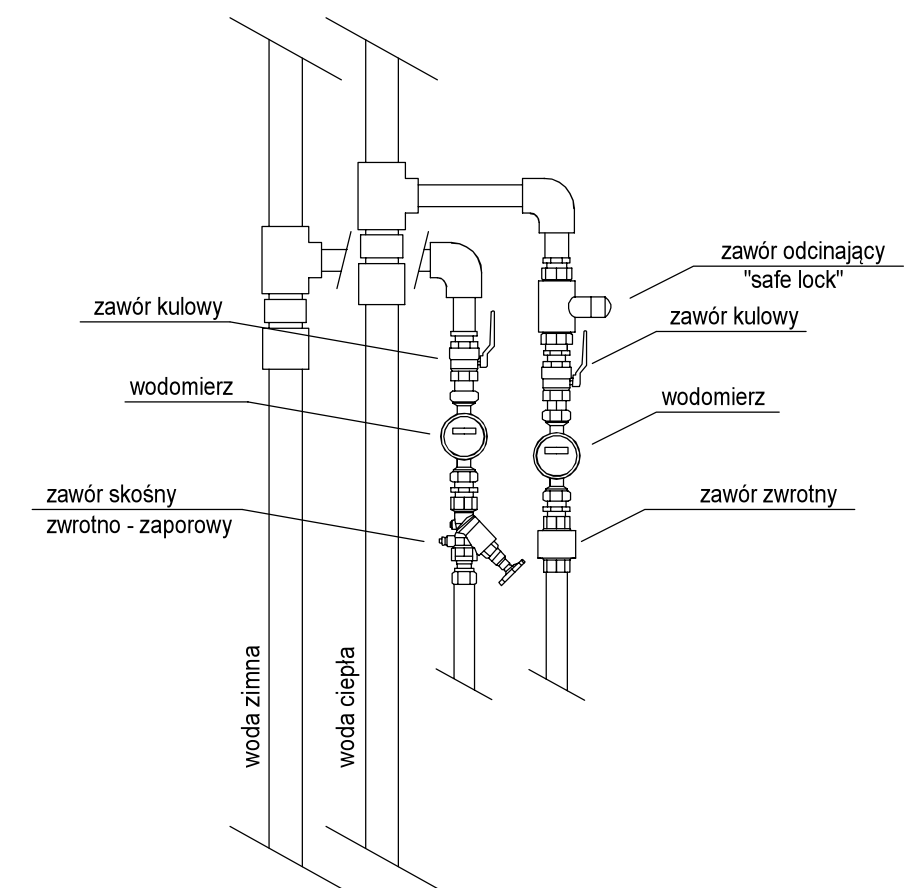 zawór odcinający
"safe lock"
zawór kulowy
zawór kulowy
wodomierz
wodomierz
zawór skośny
zwrotno - zaporowy
zawór zwrotny
woda zimna
woda ciepła